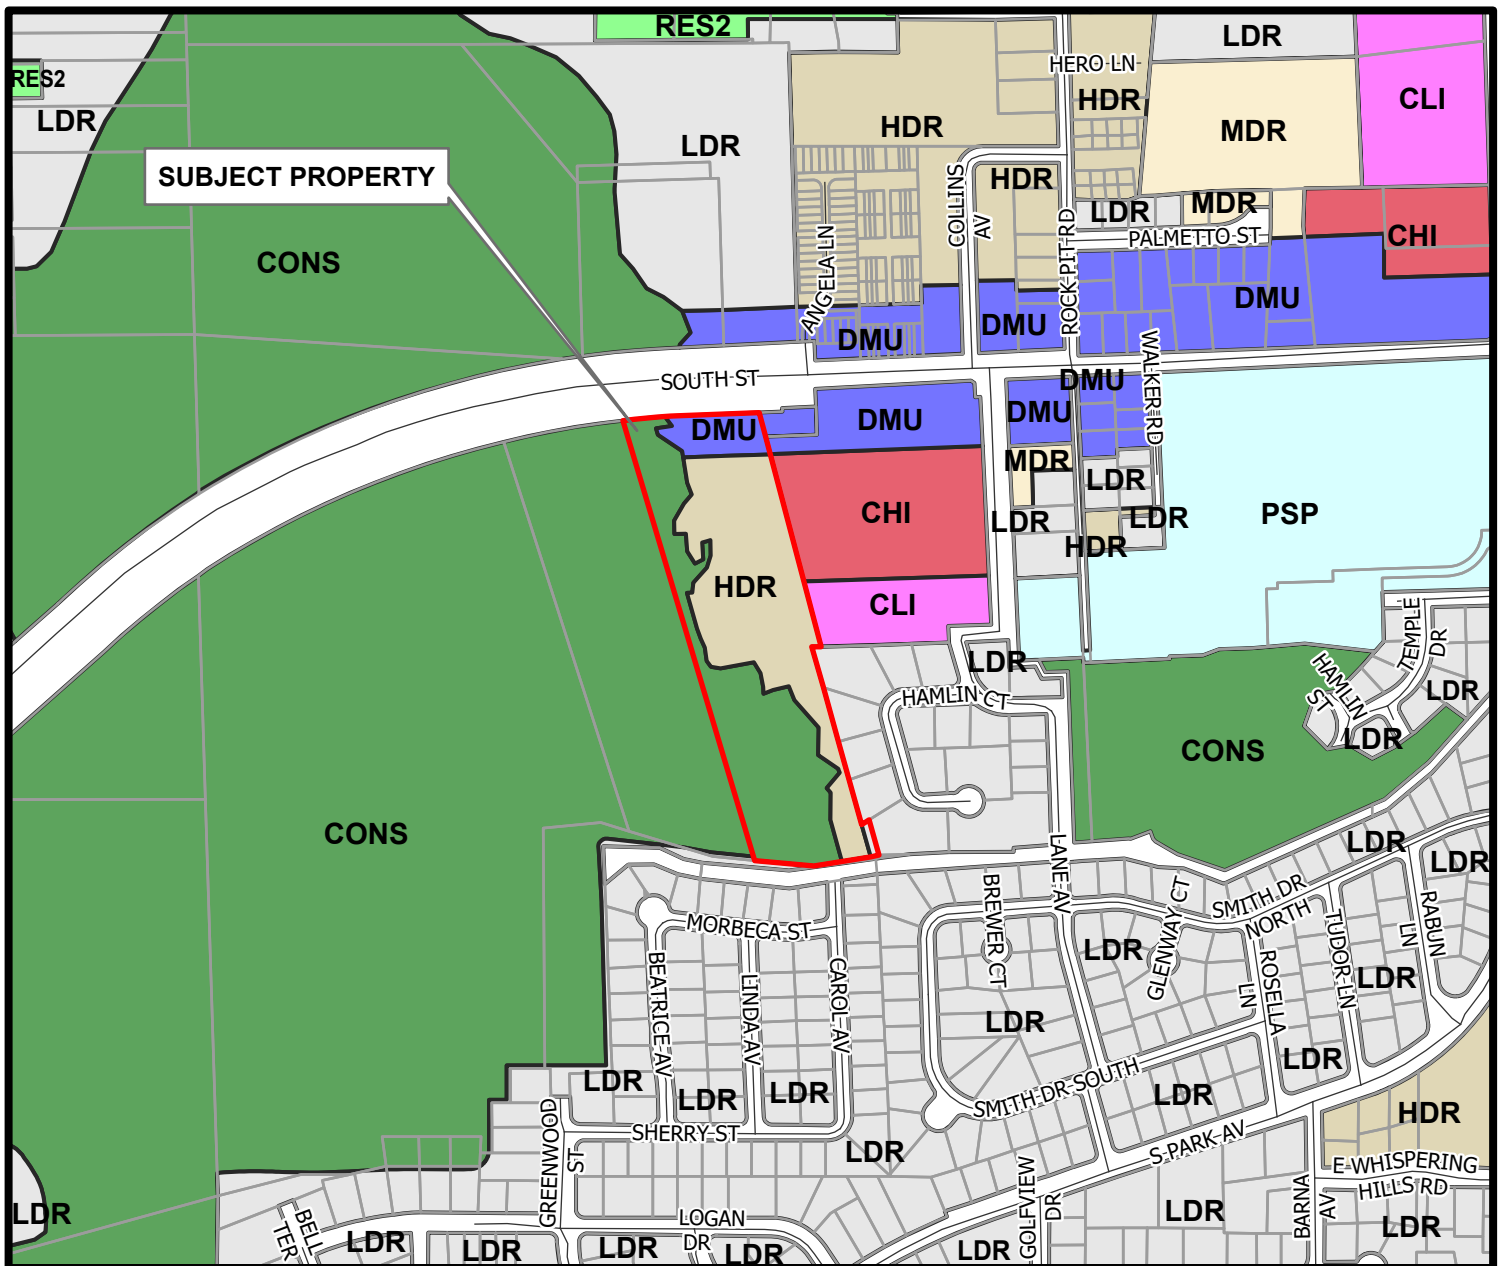 RES2
LDR
HERO LN
RES2
LDR
HDR
CLI
HDR
MDR
LDR
SUBJECT PROPERTY
HDR
COLLINS
AV
LDR
MDR
ROCK PIT RD
PALMETTO ST
CHI
CONS
ANGELA LN
DMU
DMU
DMU
WALKER RD
SOUTH ST
DMU
DMU
DMU
DMU
MDR
LDR
CHI
LDR
LDR
PSP
HDR
HDR
CLI
TEMPLE
DR
LDR
HAMLIN
ST
LDR
HAMLIN CT
LDR
CONS
CONS
LANE AV
LDR
LDR
BREWER CT
GLENWAY CT
SMITH DR
NORTH
RABUN
LN
MORBECA ST
TUDOR LN
LDR
BEATRICE AV
LINDA AV
CAROL AV
ROSELLA
LN
LDR
LDR
LDR
LDR
LDR
LDR
SMITH DR SOUTH
LDR
HDR
GREENWOOD
ST
SHERRY ST
LDR
S PARK AV
E WHISPERING
HILLS RD
GOLFVIEW
DR
BARNA
AV
LDR
BELL
TER
LOGAN
DR
LDR
LDR
LDR
LDR
LDR
LDR
LDR